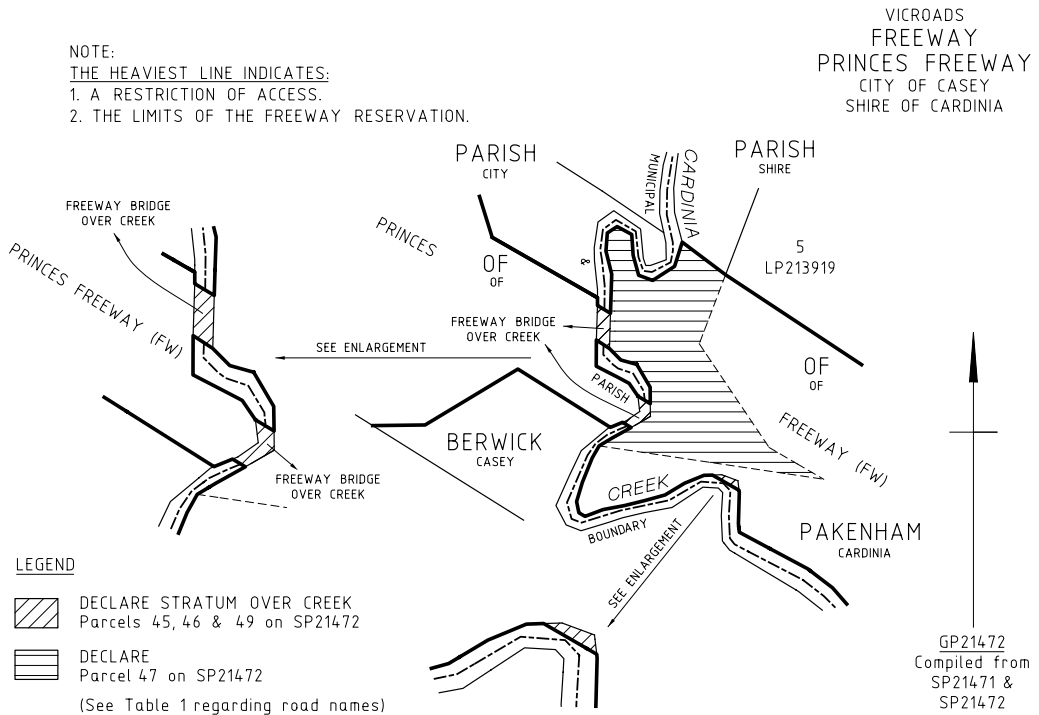 VICROADS
FREEWAY
PRINCES FREEWAY
CITY OF CASEY
SHIRE OF CARDINIA
NOTE:
THE HEAVIEST LINE INDICATES:
1. A RESTRICTION OF ACCESS.
2. THE LIMITS OF THE FREEWAY RESERVATION.
PARISH
CITY
MUNICIPAL
CARDINIA
PARISH
SHIRE
FREEWAY BRIDGE
OVER CREEK
PRINCES
OF
OF
&
5
LP213919
PRINCES FREEWAY (FW)
FREEWAY BRIDGE
OVER CREEK
SEE ENLARGEMENT
PARISH
OF
OF
FREEWAY (FW)
BERWICK
CASEY
FREEWAY BRIDGE
OVER CREEK
CREEK
BOUNDARY
SEE ENLARGEMENT
PAKENHAM
CARDINIA
LEGEND
DECLARE STRATUM OVER CREEK
Parcels 45, 46 & 49 on SP21472
DECLARE
Parcel 47 on SP21472
(See Table 1 regarding road names)
GP21472
Compiled from
SP21471 &
SP21472